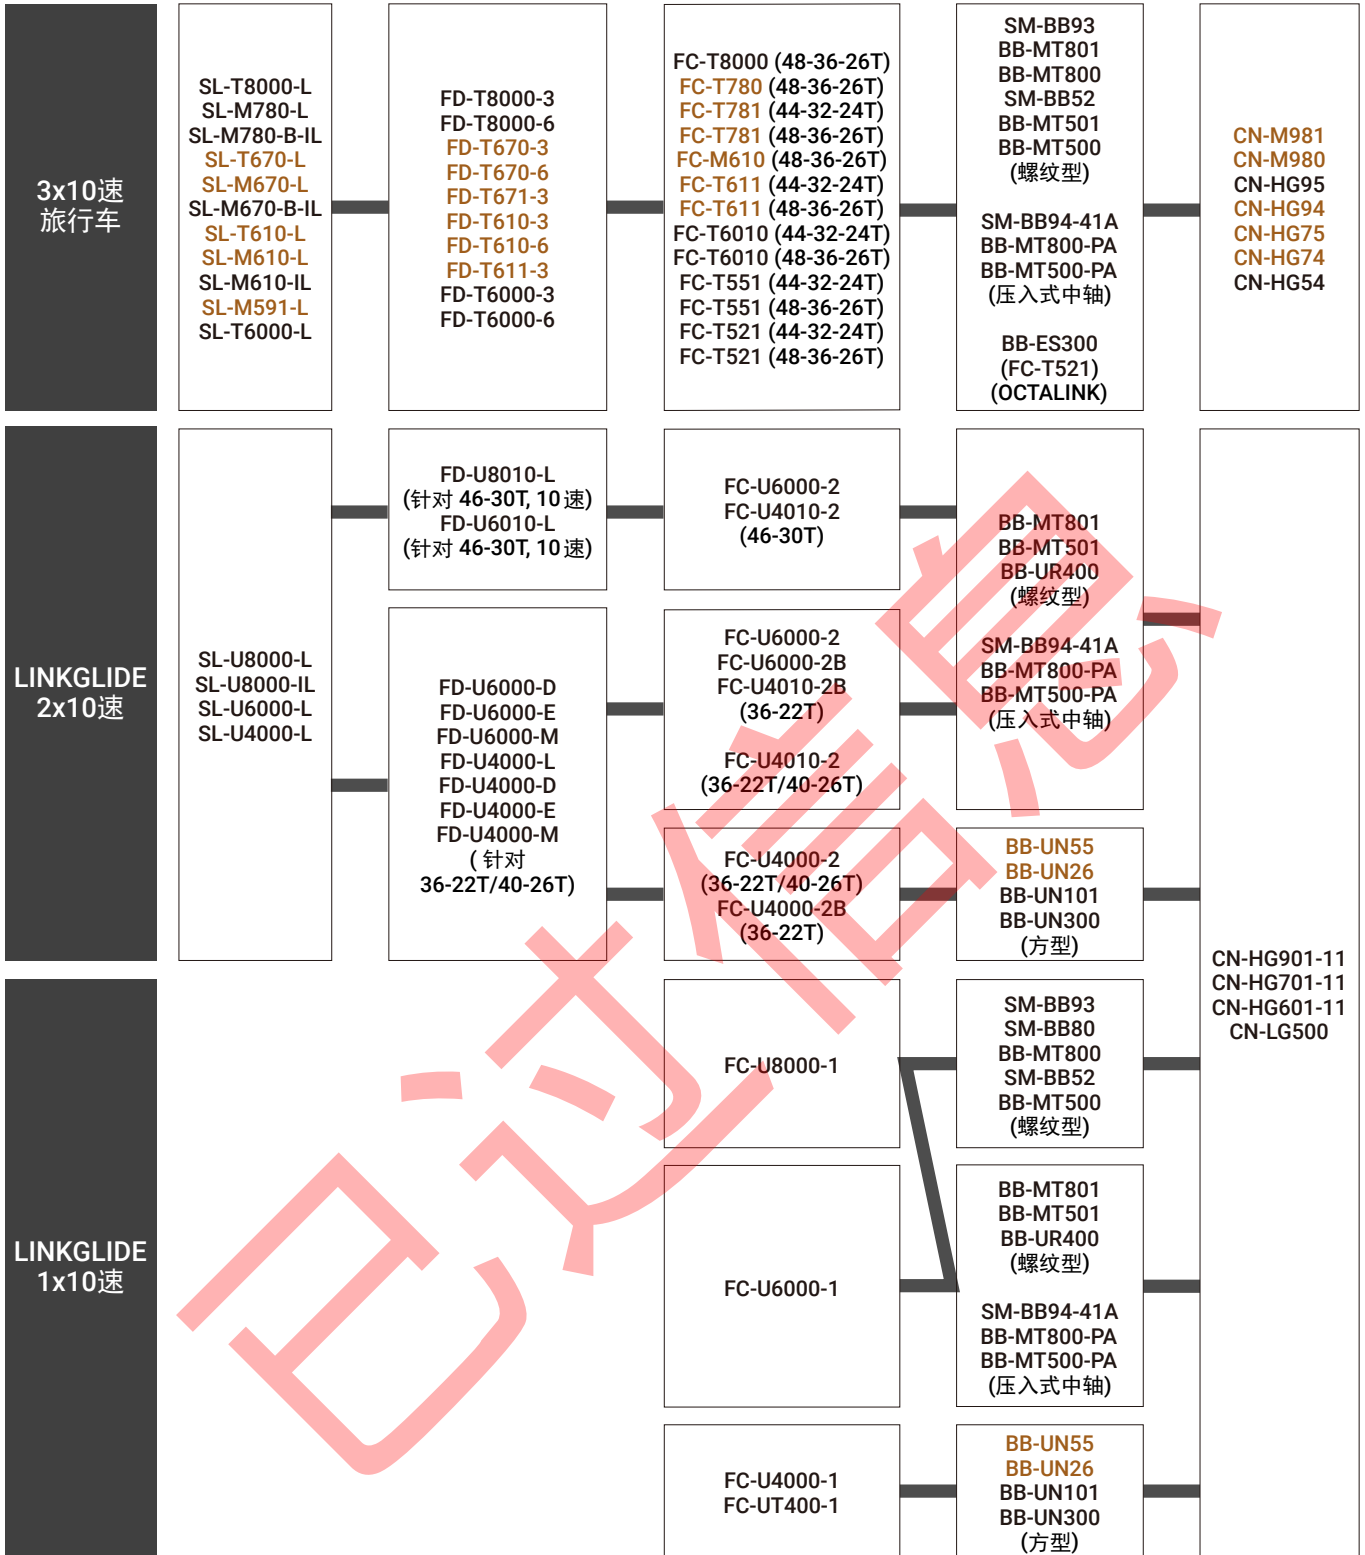 3x10速
旅行车
SL-T8000-L
SL-M780-L
SL-M780-B-IL
SL-T670-L
SL-M670-L
SL-M670-B-IL
SL-T610-L
SL-M610-L
SL-M610-IL
SL-M591-L
SL-T6000-L
FD-T8000-3
FD-T8000-6
FD-T670-3
FD-T670-6
FD-T671-3
FD-T610-3
FD-T610-6
FD-T611-3
FD-T6000-3
FD-T6000-6
FC-T8000 (48-36-26T)
FC-T780 (48-36-26T)
FC-T781 (44-32-24T)
FC-T781 (48-36-26T)
FC-M610 (48-36-26T)
FC-T611 (44-32-24T)
FC-T611 (48-36-26T)
FC-T6010 (44-32-24T)
FC-T6010 (48-36-26T)
FC-T551 (44-32-24T)
FC-T551 (48-36-26T)
FC-T521 (44-32-24T)
FC-T521 (48-36-26T)
SM-BB93
BB-MT801
BB-MT800
SM-BB52
BB-MT501
BB-MT500
(螺纹型)
SM-BB94-41A
BB-MT800-PA
BB-MT500-PA
(压入式中轴)
BB-ES300
(FC-T521)
(OCTALINK)
CN-M981
CN-M980
CN-HG95
CN-HG94
CN-HG75
CN-HG74
CN-HG54
LINKGLIDE
2x10速
SL-U8000-L
SL-U8000-IL
SL-U6000-L
SL-U4000-L
FD-U8010-L
(针对 46-30T, 10 速)
FD-U6010-L
(针对 46-30T, 10 速)
FC-U6000-2
FC-U4010-2
(46-30T)
BB-MT801
BB-MT501
BB-UR400
(螺纹型)
SM-BB94-41A
BB-MT800-PA
BB-MT500-PA
(压入式中轴)
FD-U6000-D
FD-U6000-E
FD-U6000-M
FD-U4000-L
FD-U4000-D
FD-U4000-E
FD-U4000-M
( 针对
36-22T/40-26T)
FC-U6000-2
FC-U6000-2B
FC-U4010-2B
(36-22T)
FC-U4010-2
(36-22T/40-26T)
FC-U4000-2
(36-22T/40-26T)
FC-U4000-2B
(36-22T)
BB-UN55
BB-UN26
BB-UN101
BB-UN300
(方型)
CN-HG901-11
CN-HG701-11
CN-HG601-11
CN-LG500
LINKGLIDE
1x10速
FC-U8000-1
SM-BB93
SM-BB80
BB-MT800
SM-BB52
BB-MT500
(螺纹型)
FC-U6000-1
BB-MT801
BB-MT501
BB-UR400
(螺纹型)
SM-BB94-41A
BB-MT800-PA
BB-MT500-PA
(压入式中轴)
FC-U4000-1
FC-UT400-1
BB-UN55
BB-UN26
BB-UN101
BB-UN300
(方型)
已过信息